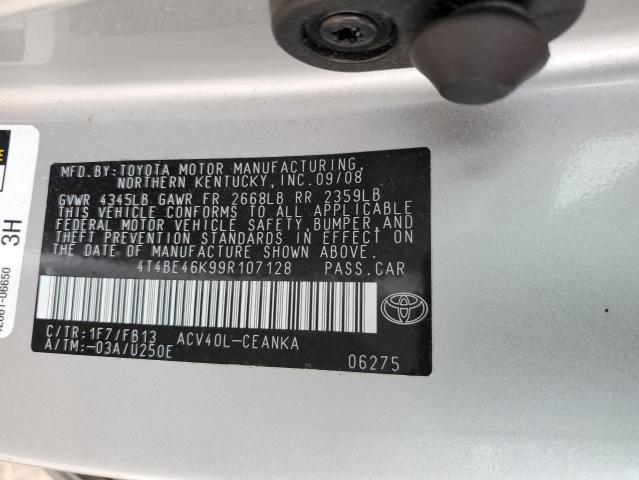 MFD.BY:TOYOTA MOTOR MANUFACTURING,
NORTHERN KENTUCKY, INC.09/08
GVWR 4345LB GAWR FR 2668LB RR 2359LB
THIS VEHICLE CONFORMS TO ALL APPLICABLE
FEDERAL MOTOR VEHICLE SAFETY,BUMPER,AND
THEFT PREVENTION STANDARDS IN EFFECT ON
THE DATE OF MANUFACTURE SHOWN ABOVE.
4T4BE46K99R107128 PASS.CAR
C/TR:1F7/FB13 ACV40L-CEANKA
A/TM:-03A/U250E 06275
3H